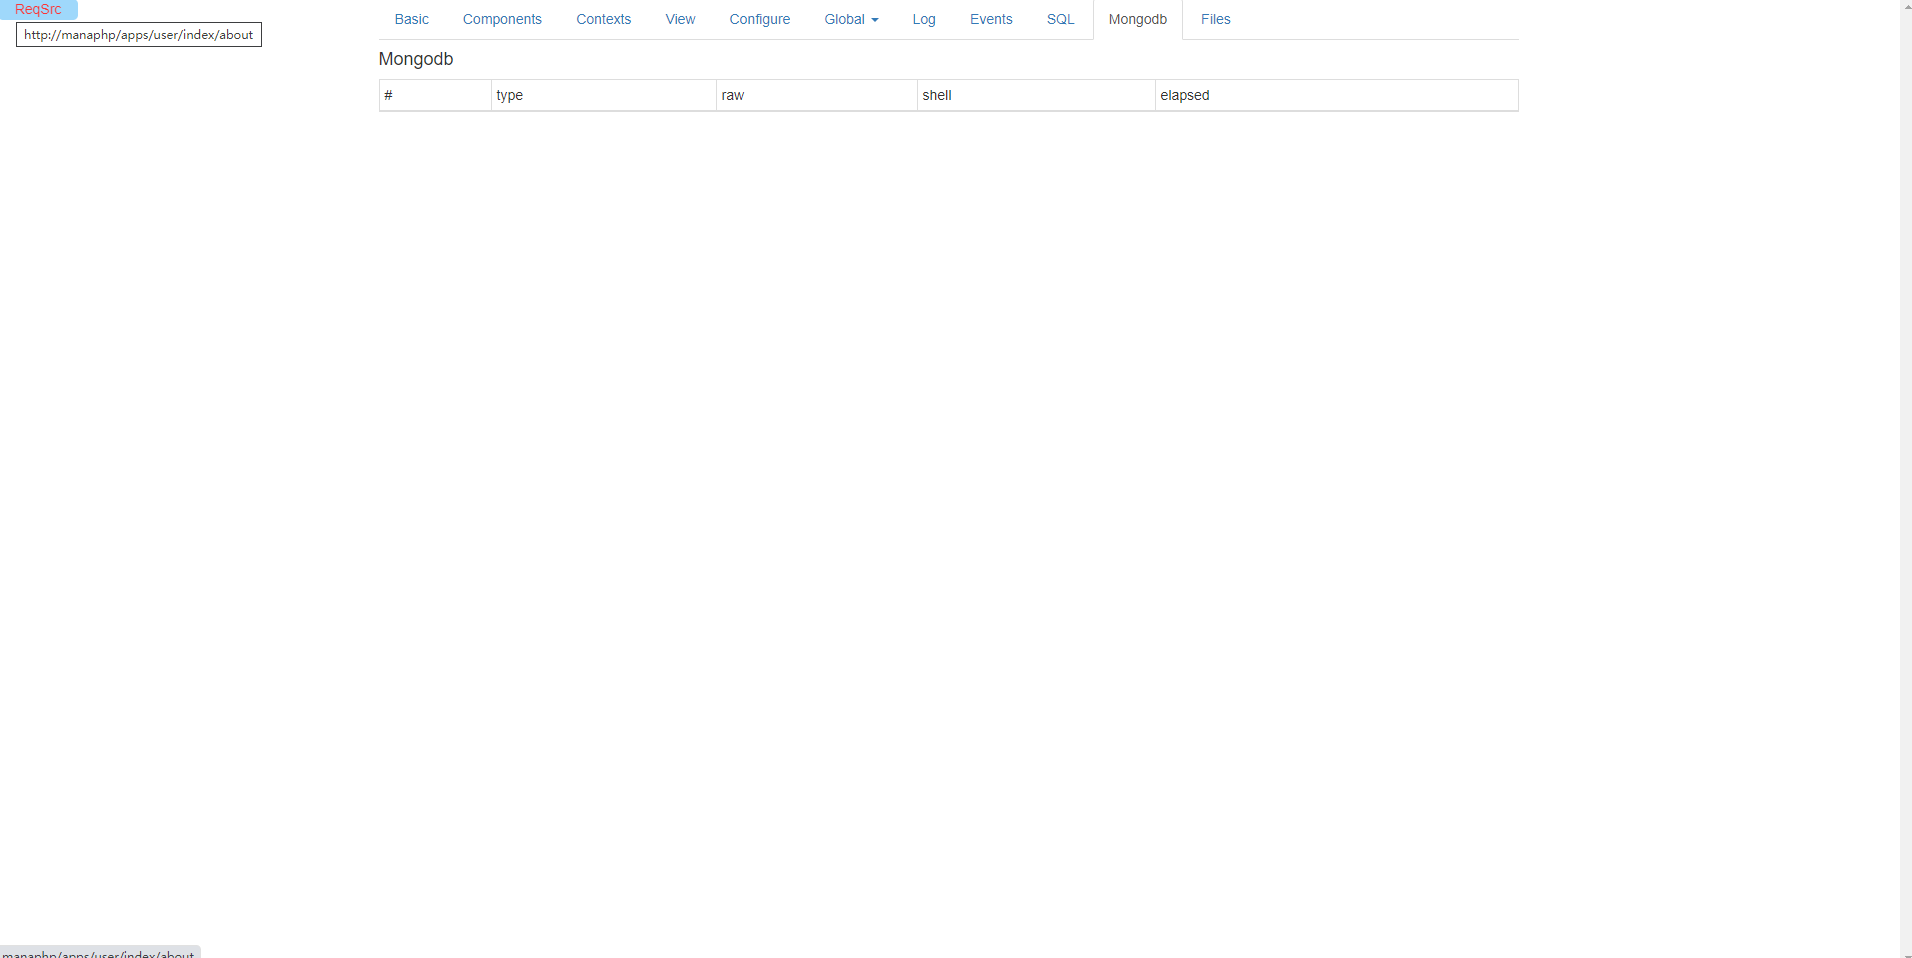 ReqSrc
http://manaphp/apps/user/index/about
Basic Components Contexts View Configure Global Log Events SQL Mongodb Files
Mongodb
# type raw shell elapsed
manaphp/apps/user/index/about